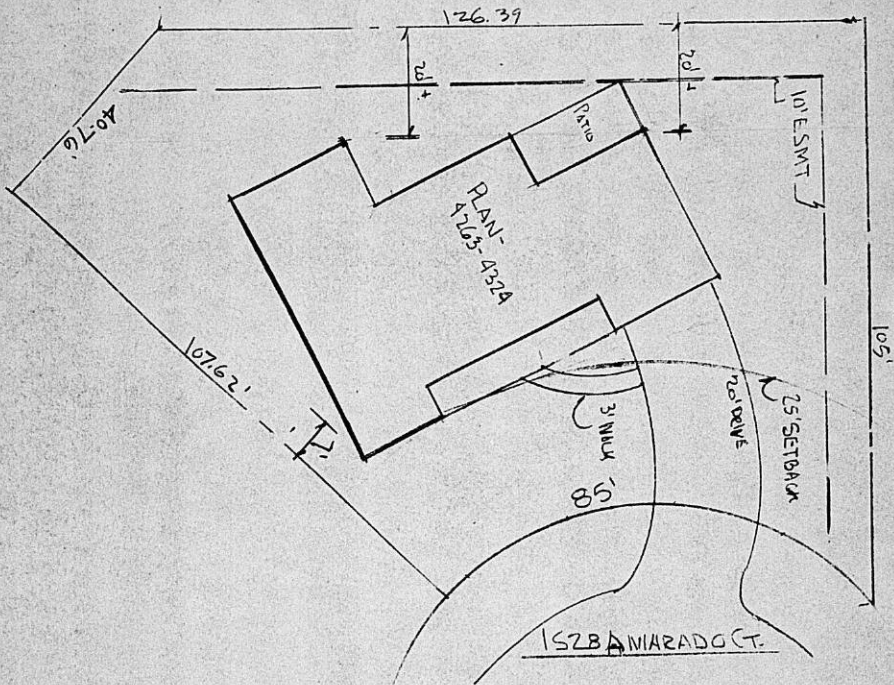 126.39
20' +
20' +
40.76'
PATIO
10' ESMT
PLAN-
4263-4324
105'
107.62'
7'
3' WALK
20' DRIVE
25' SETBACK
85'
1528 AMARADO CT.